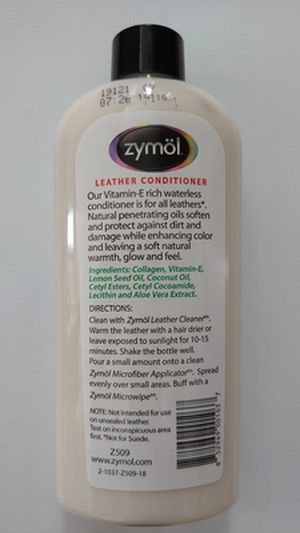 19121
07:26
zymöl
LEATHER CONDITIONER
Our Vitamin-E rich waterless
conditioner is for all leathers*.
Natural penetrating oils soften
and protect against dirt and
damage while enhancing color
and leaving a soft natural
warmth, glow and feel.
Ingredients: Collagen, Vitamin-E,
Lemon Seed Oil, Coconut Oil,
Cetyl Esters, Cetyl Cocoamide,
Lecithin and Aloe Vera Extract.
DIRECTIONS:
Clean with Zymöl Leather Cleaner™.
Warm the leather with a hair drier or
leave exposed to sunlight for 10-15
minutes. Shake the bottle well.
Pour a small amount onto a clean
Zymöl Microfiber Applicator™. Spread
evenly over small areas. Buff with a
Zymöl Microwipe™.
NOTE: Not intended for use
on unsealed leather.
Test on inconspicuous area
first. *Not for Suede.
Z509
www.zymol.com
2-1037-Z509-18